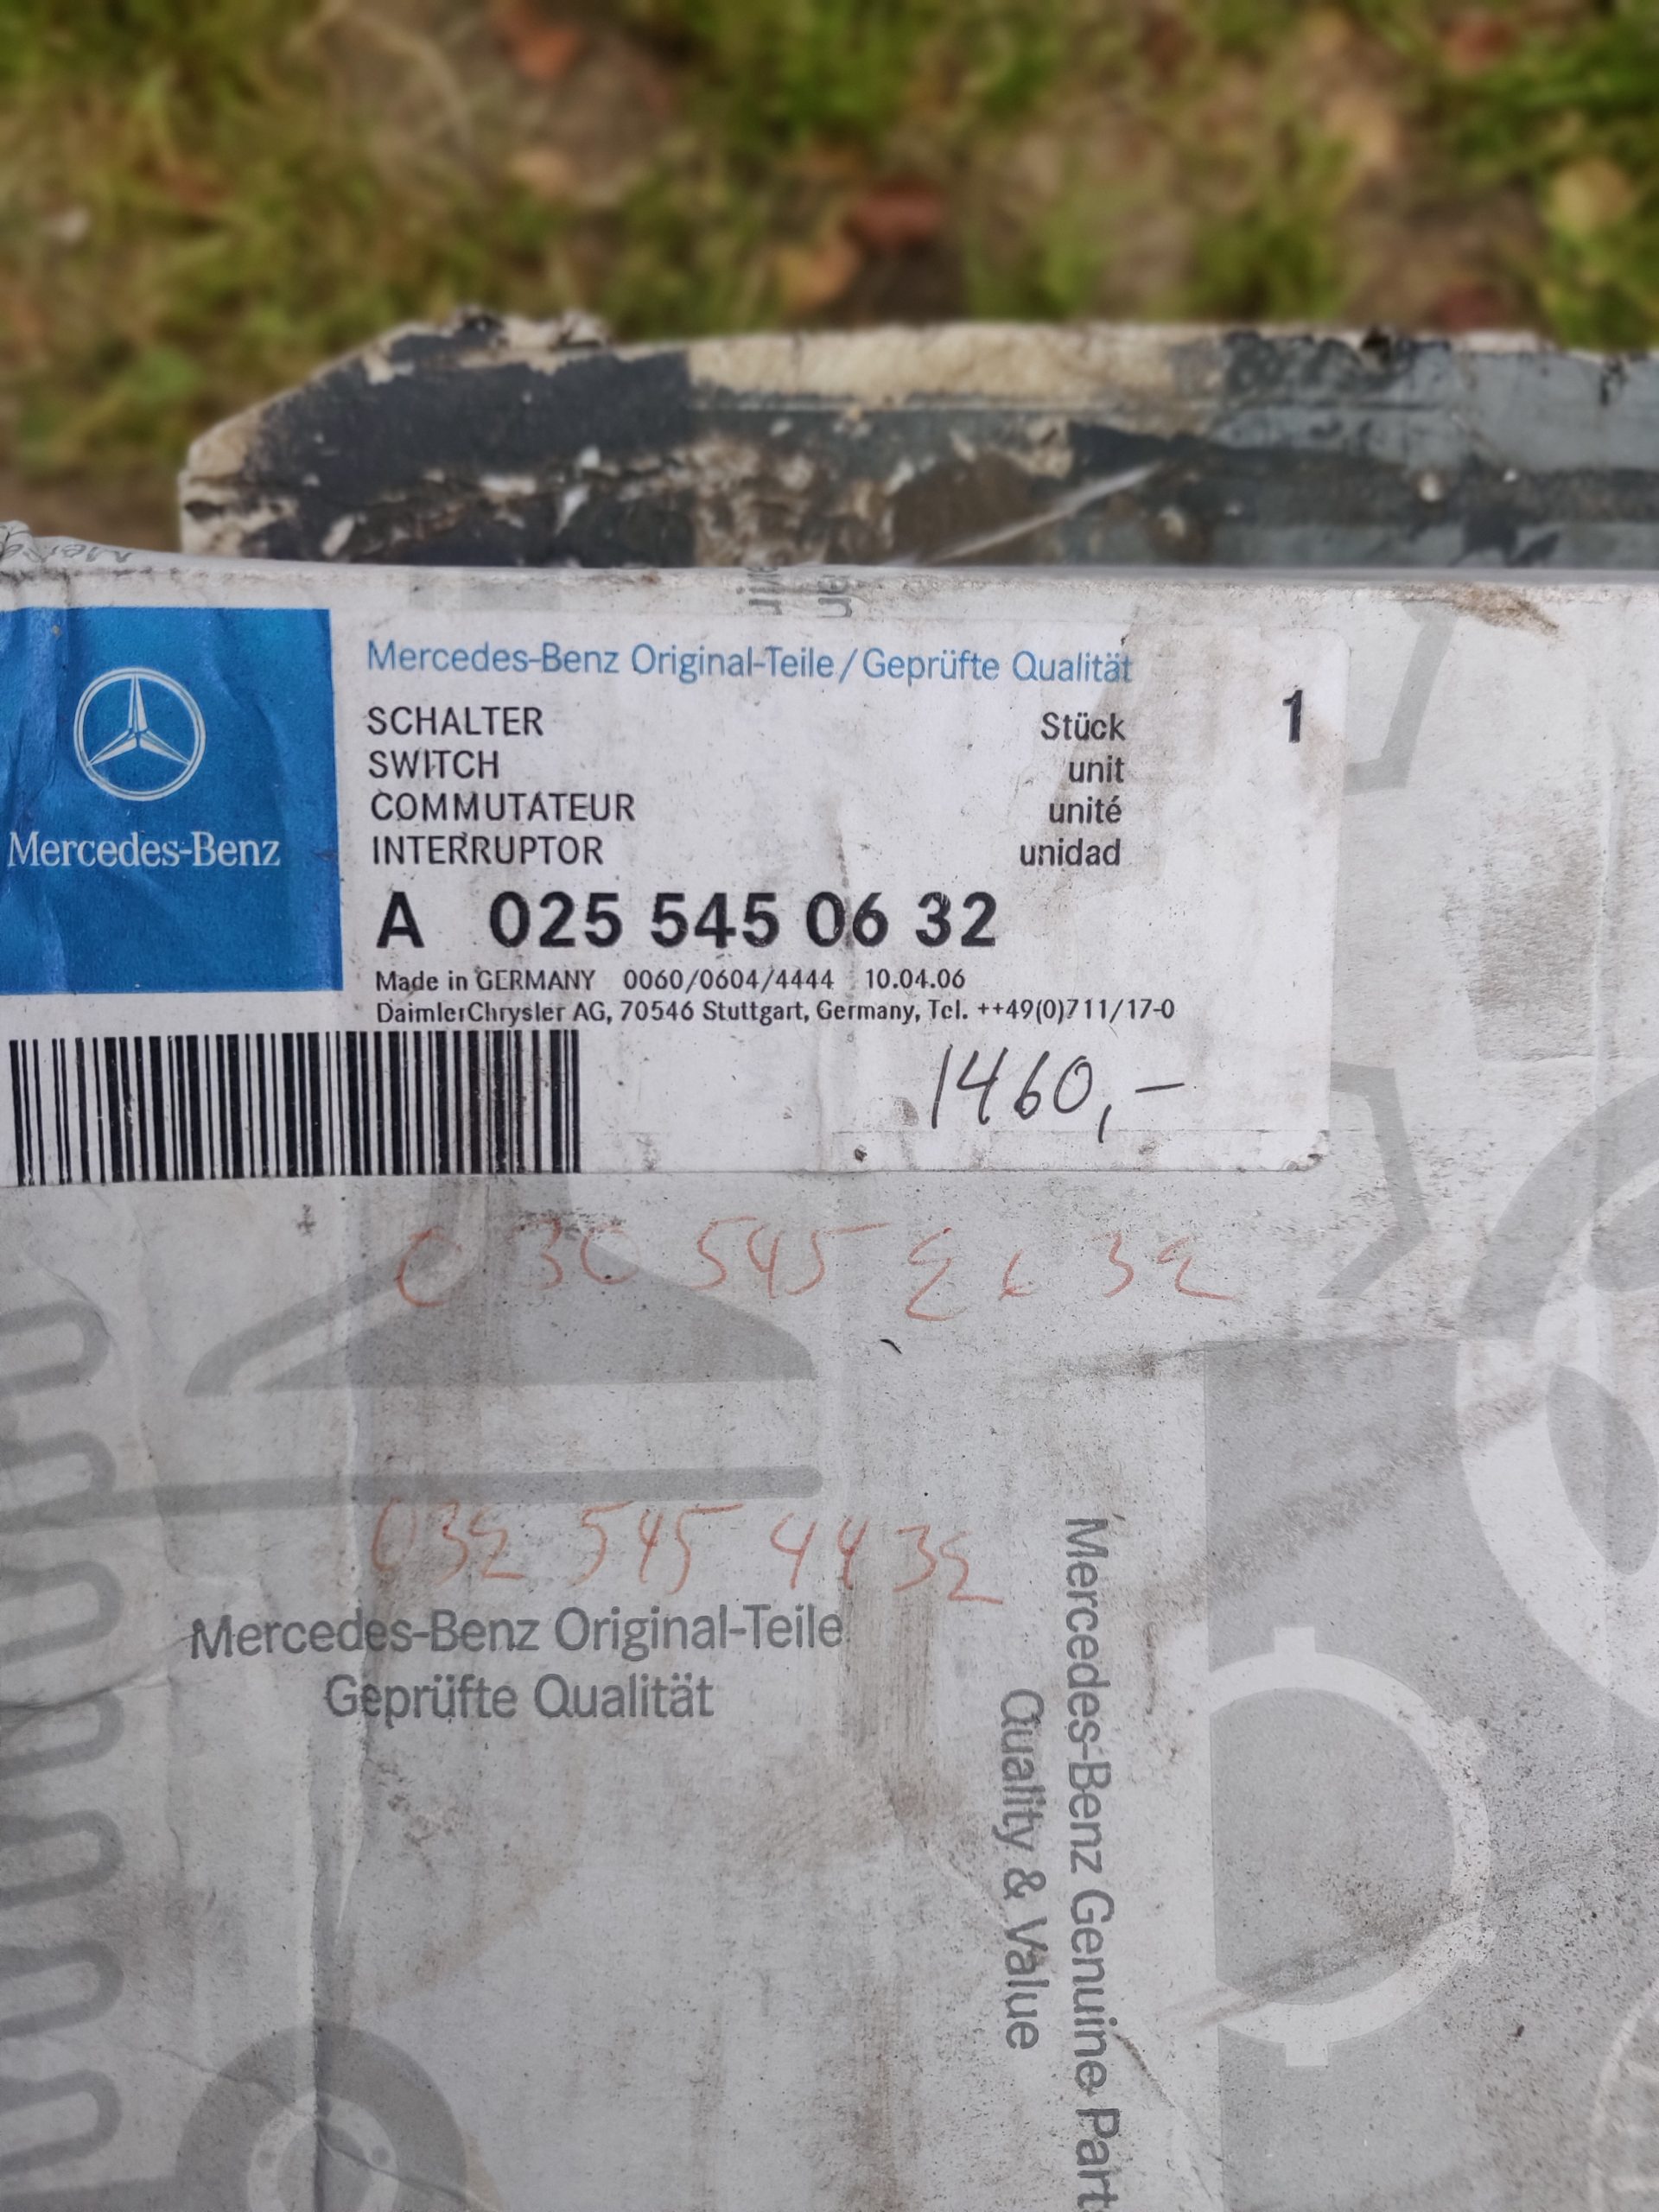 Mercedes-Benz Original-Teile/Geprüfte Qualität
SCHALTER Stück 1
SWITCH unit
COMMUTATEUR unité
INTERRUPTOR unidad
Mercedes-Benz
A 025 545 06 32
Made in GERMANY 0060/0604/4444 10.04.06
DaimlerChrysler AG, 70546 Stuttgart, Germany, Tel. ++49(0)711/17-0
1460,-
545
032 545 44 32
Mercedes-Benz Original-Teile
Geprüfte Qualität
Mercedes-Benz Genuine Part
Quality & Value